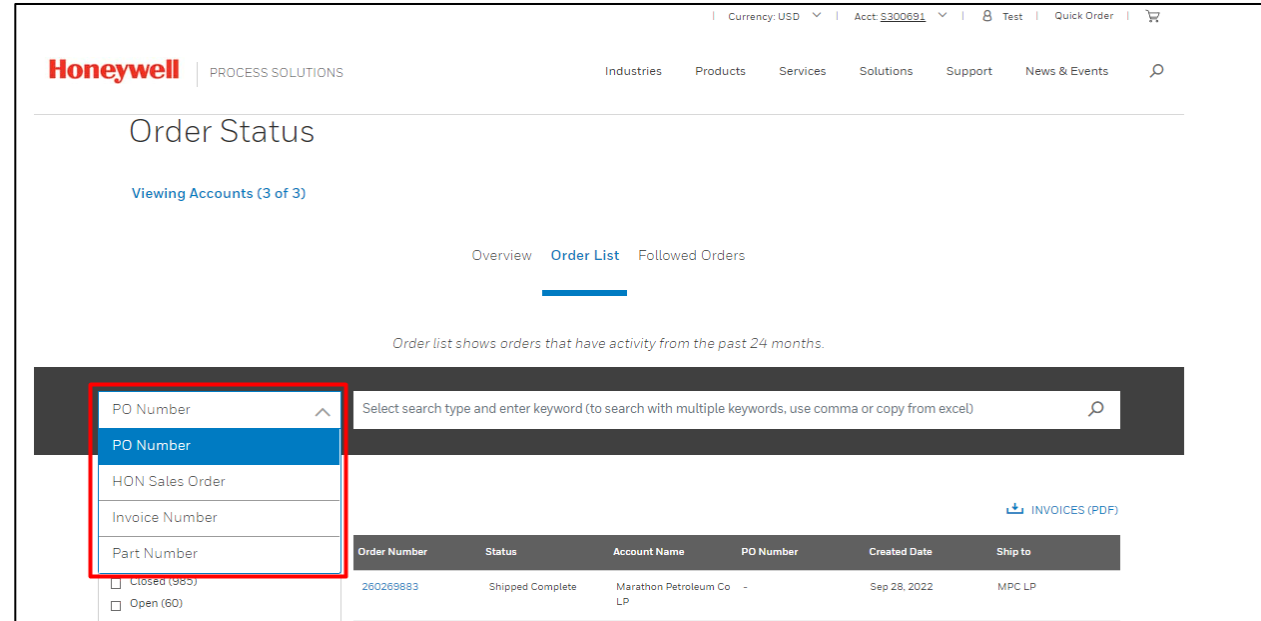 Currency: USD | Acct: S300691 | Test | Quick Order |
Honeywell | PROCESS SOLUTIONS
Industries Products Services Solutions Support News & Events
Order Status
Viewing Accounts (3 of 3)
Overview Order List Followed Orders
Order list shows orders that have activity from the past 24 months.
PO Number
Select search type and enter keyword (to search with multiple keywords, use comma or copy from excel)
PO Number
HON Sales Order
Invoice Number
Part Number
INVOICES (PDF)
Order Number Status Account Name PO Number Created Date Ship to
Closed (985)
Open (60)
260269883 Shipped Complete Marathon Petroleum Co - Sep 28, 2022 MPC LP
LP